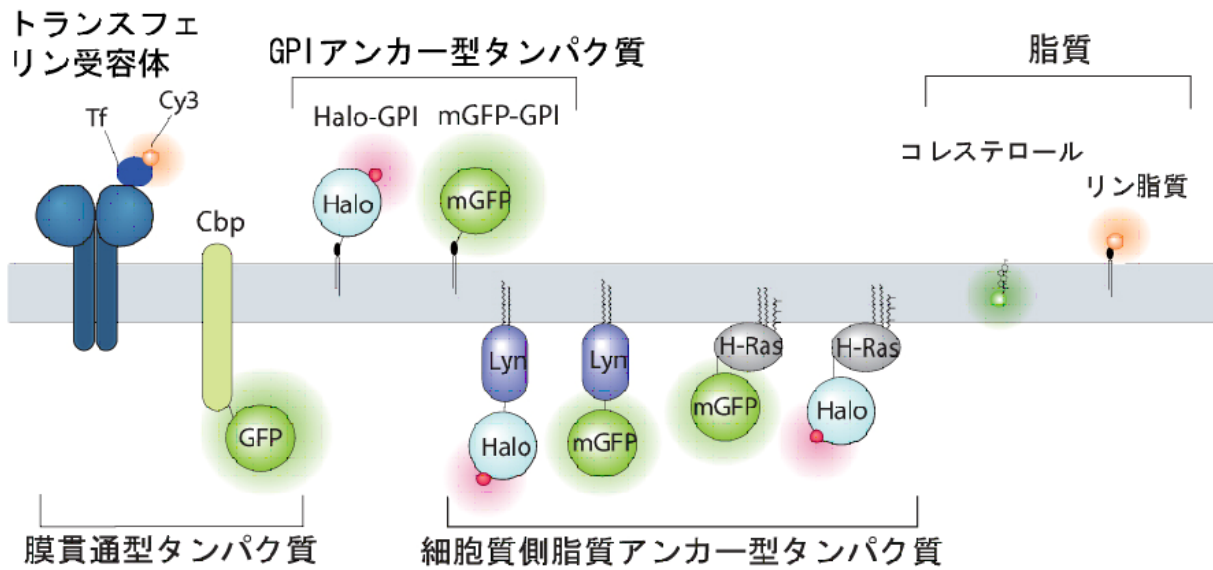 トランスフェ
リン受容体
GPIアンカー型タンパク質
脂質
Tf
Cy3
Halo-GPI
mGFP-GPI
コレステロール
リン脂質
Halo
mGFP
Cbp
Lyn
Lyn
H-Ras
H-Ras
mGFP
Halo
GFP
Halo
mGFP
膜貫通型タンパク質
細胞質側脂質アンカー型タンパク質